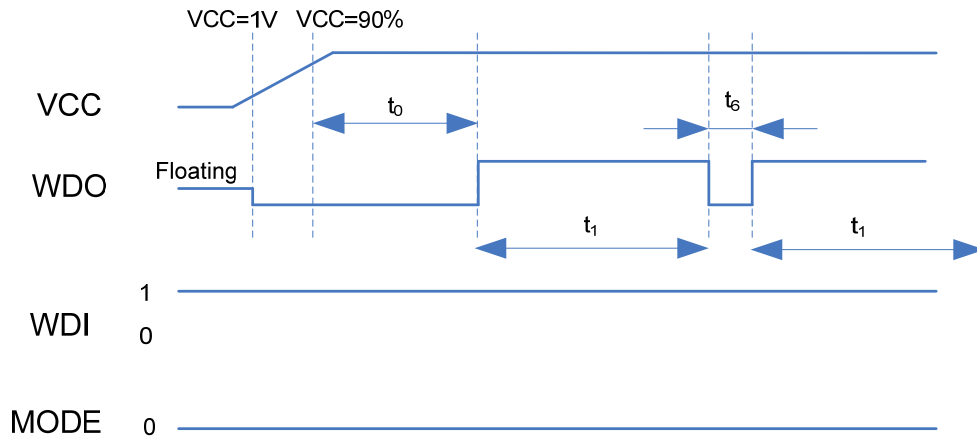 VCC=1V VCC=90%
VCC
t0
t6
Floating
WDO
t1
t1
1
WDI
0
MODE
0